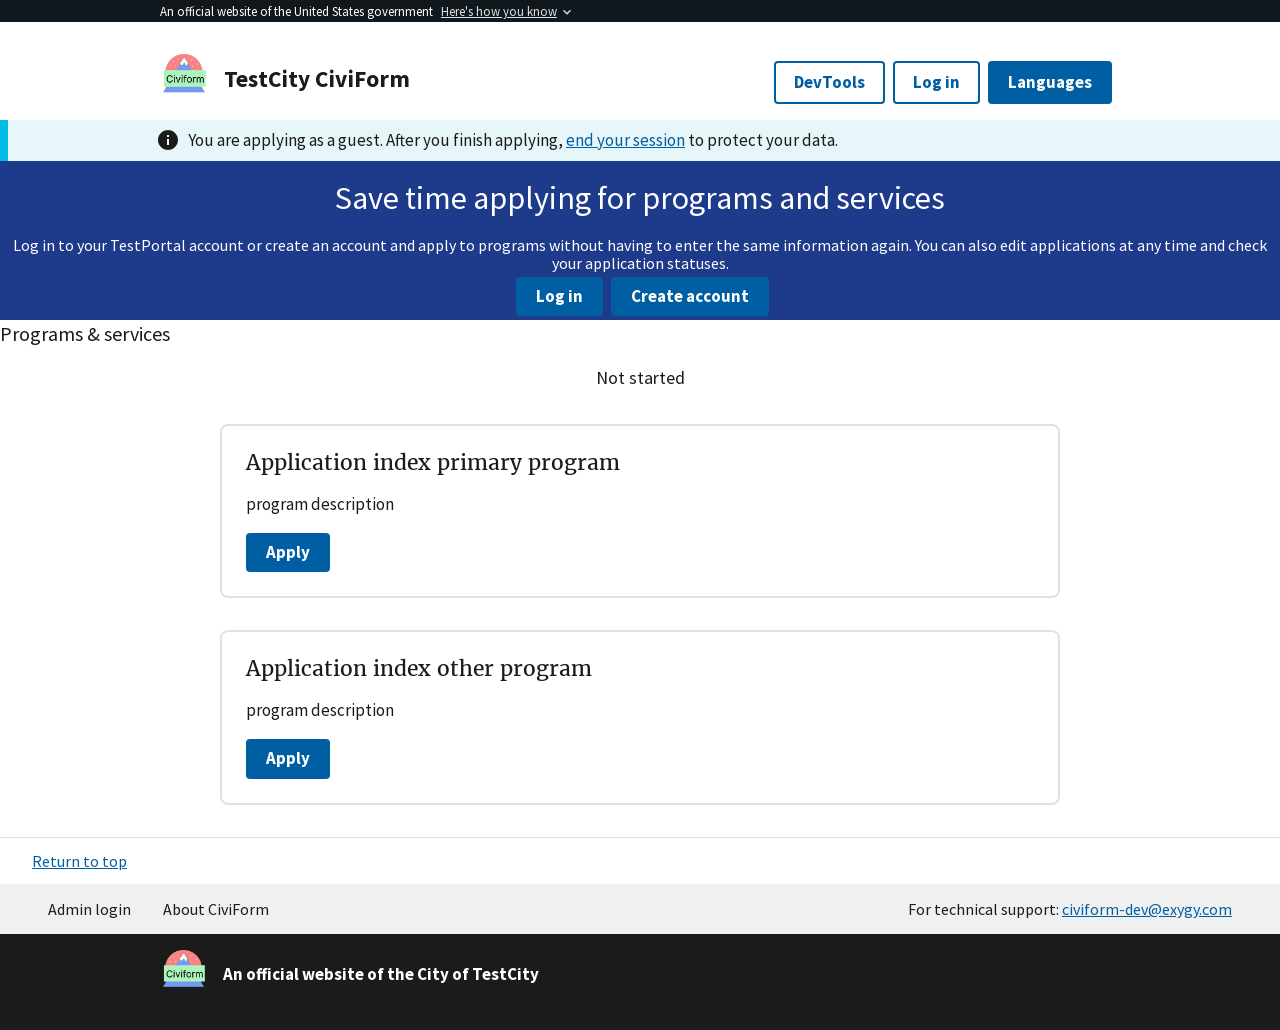 An official website of the United States government Here's how you know
Civiform
TestCity CiviForm
DevTools
Log in
Languages
You are applying as a guest. After you finish applying, end your session to protect your data.
Save time applying for programs and services
Log in to your TestPortal account or create an account and apply to programs without having to enter the same information again. You can also edit applications at any time and check
your application statuses.
Log in
Create account
Programs & services
Not started
Application index primary program
program description
Apply
Application index other program
program description
Apply
Return to top
Admin login
About CiviForm
For technical support: civiform-dev@exygy.com
Civiform
An official website of the City of TestCity